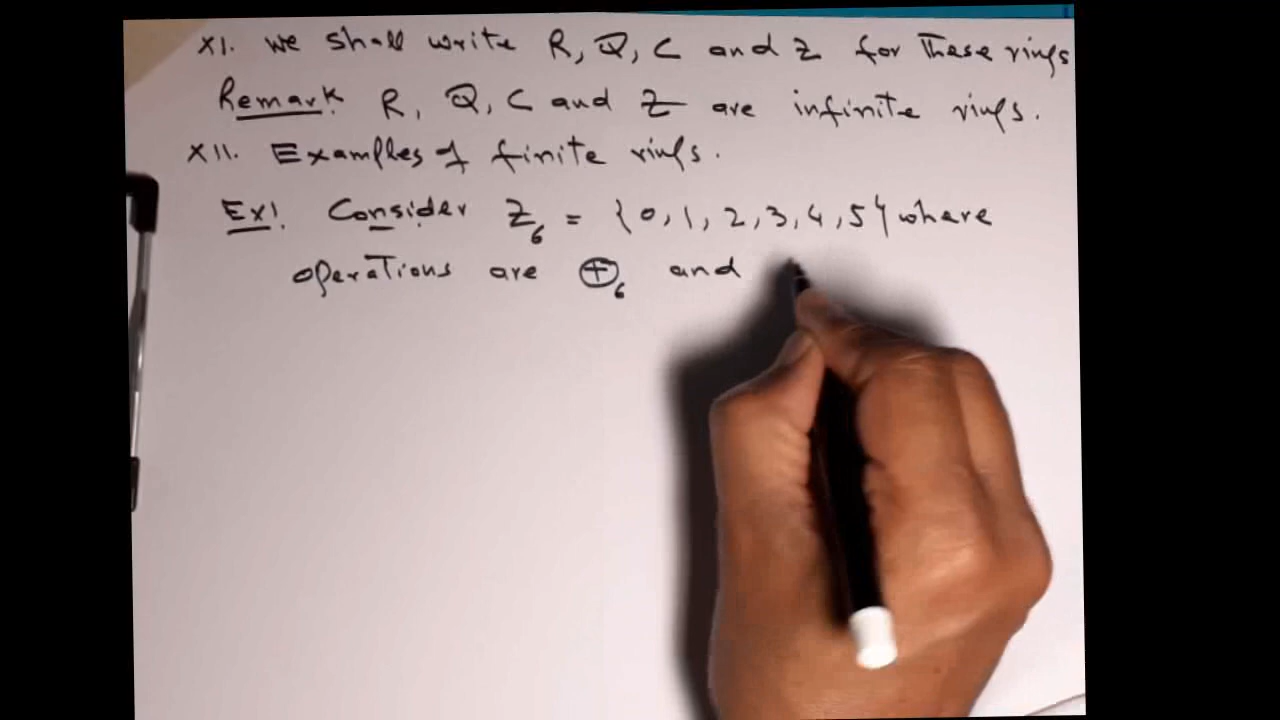 XI. we shall write R, Q, C and Z for These rings
Remark: R, Q, C and Z are infinite rings.
XII. Examples of finite rings.
Ex1. Consider Z₆ = {0, 1, 2, 3, 4, 5} where
operations are ⊕₆ and